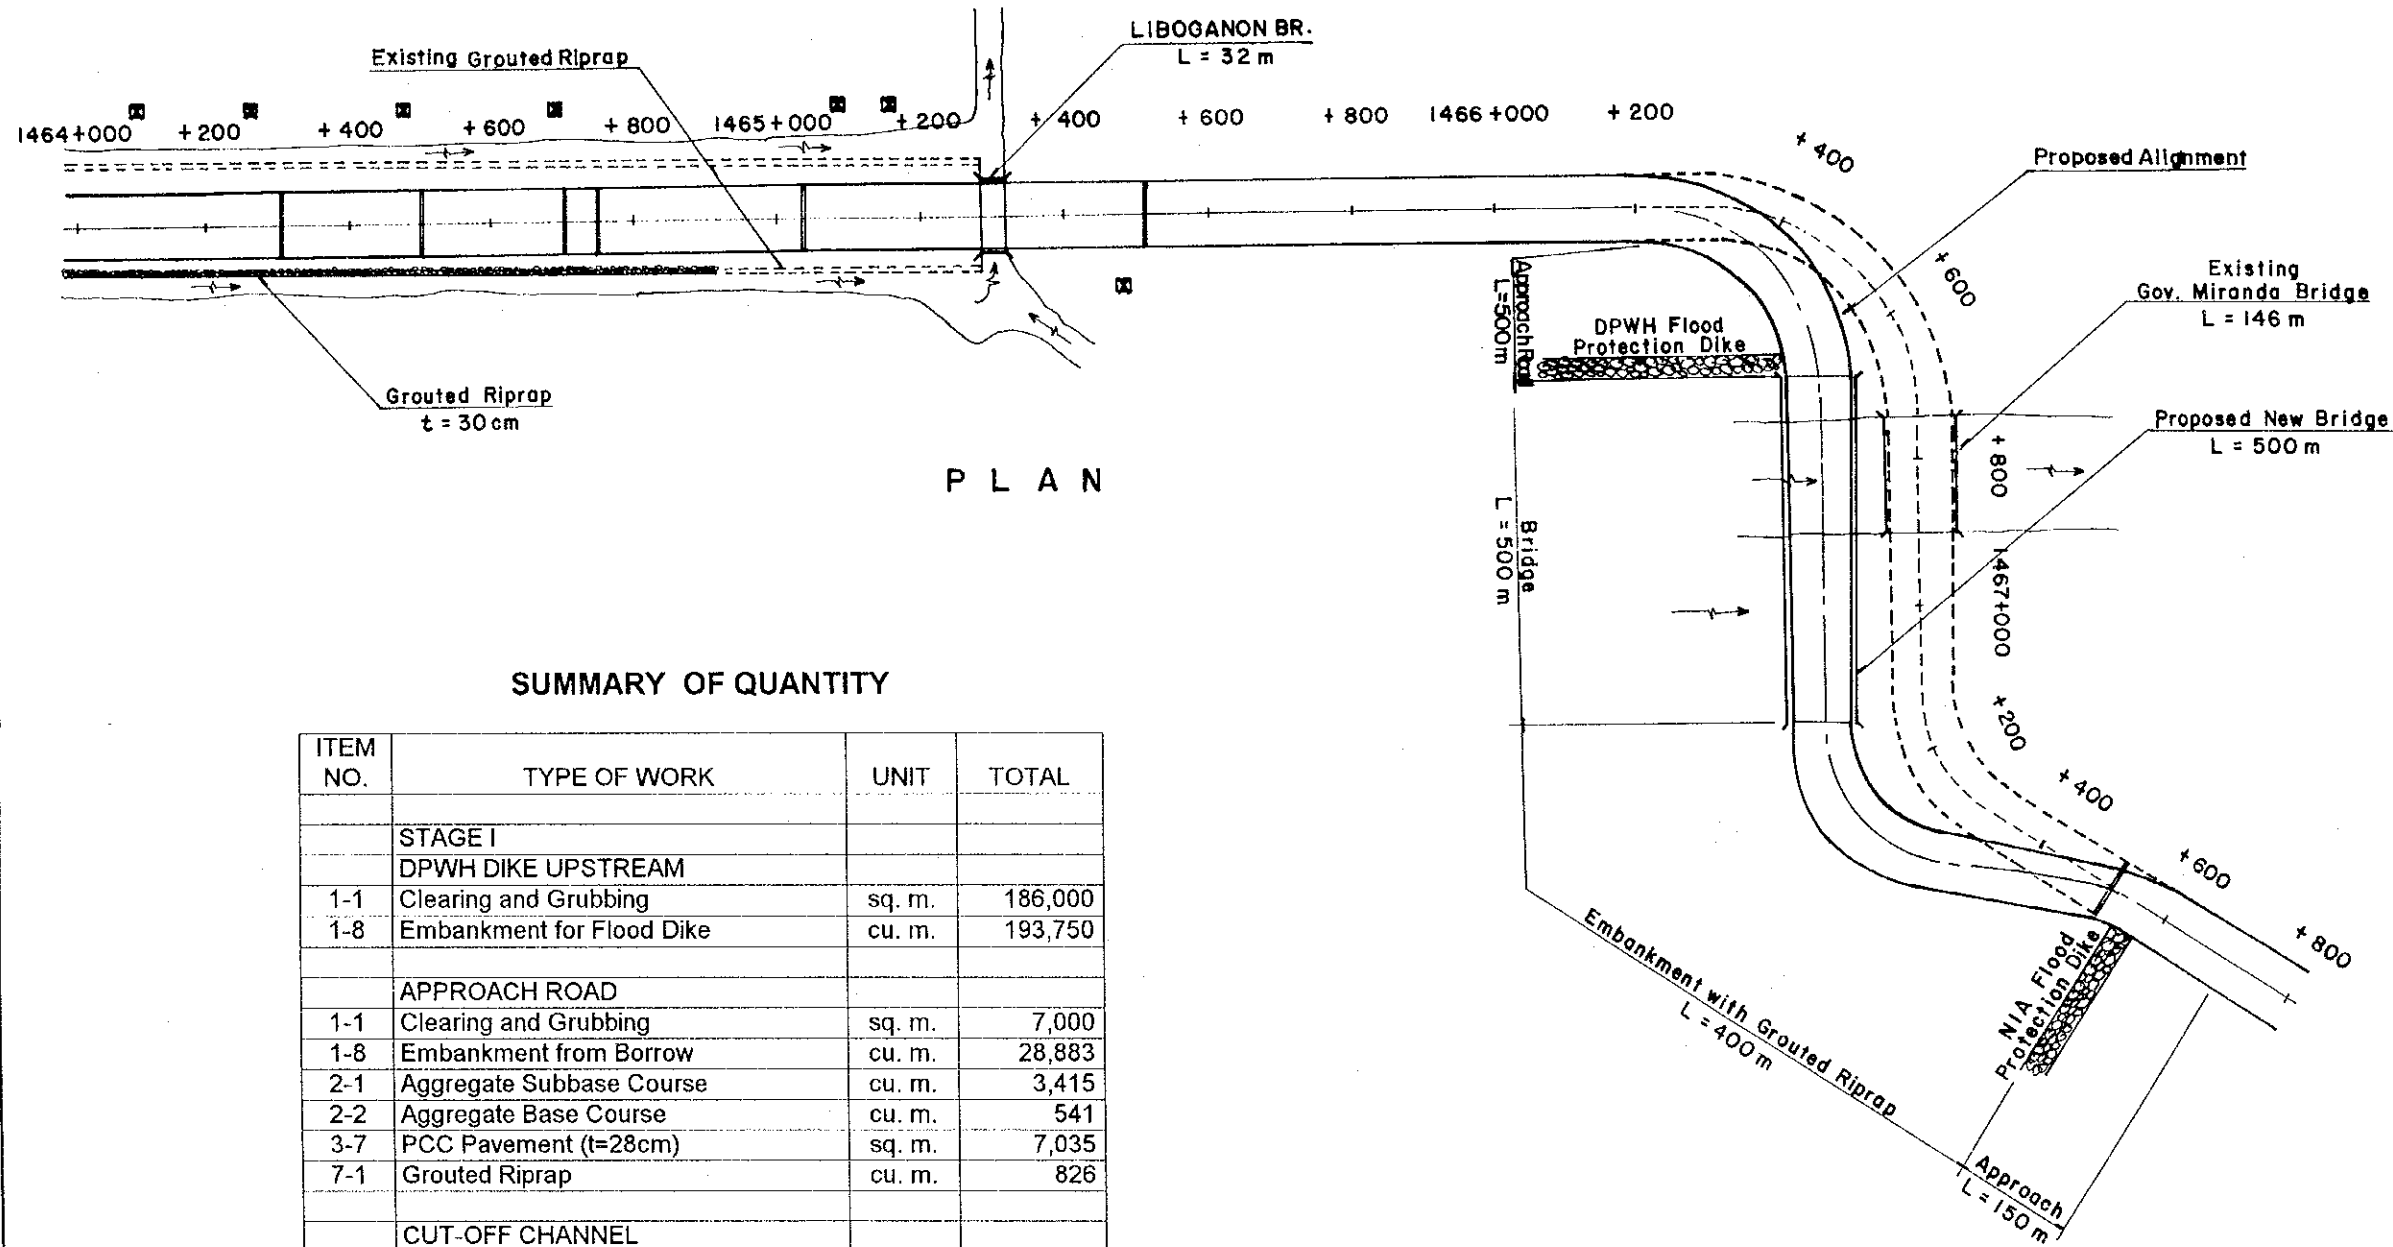 LIBOGANON BR.
L = 32 m
Existing Grouted Riprap
1464+000 + 200 + 400 + 600 + 800 1465+000 + 200 + 400 + 600 + 800 1466+000 + 200
+ 400
+ 600
+ 800
1467+000
+ 200
+ 400
+ 600
+ 800
Proposed Alignment
Existing
Gov. Miranda Bridge
L = 146 m
Approach Road
L=500m
DPWH Flood
Protection Dike
Grouted Riprap
t = 30cm
Proposed New Bridge
L = 500 m
PLAN
Bridge
L = 500 m
Embankment with Grouted Riprap
L = 400 m
NIA Flood
Protection Dike
Approach
L = 150 m
SUMMARY OF QUANTITY
ITEM NO. TYPE OF WORK UNIT TOTAL
STAGE I
DPWH DIKE UPSTREAM
1-1 Clearing and Grubbing sq. m. 186,000
1-8 Embankment for Flood Dike cu. m. 193,750
APPROACH ROAD
1-1 Clearing and Grubbing sq. m. 7,000
1-8 Embankment from Borrow cu. m. 28,883
2-1 Aggregate Subbase Course cu. m. 3,415
2-2 Aggregate Base Course cu. m. 541
3-7 PCC Pavement (t=28cm) sq. m. 7,035
7-1 Grouted Riprap cu. m. 826
CUT-OFF CHANNEL